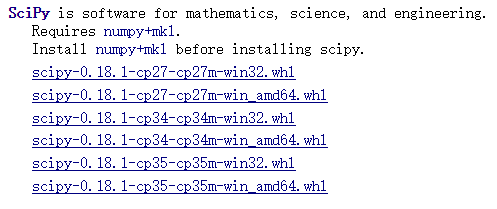 SciPy is software for mathematics, science, and engineering.
Requires numpy+mkl.
Install numpy+mkl before installing scipy.
scipy-0.18.1-cp27-cp27m-win32.whl
scipy-0.18.1-cp27-cp27m-win_amd64.whl
scipy-0.18.1-cp34-cp34m-win32.whl
scipy-0.18.1-cp34-cp34m-win_amd64.whl
scipy-0.18.1-cp35-cp35m-win32.whl
scipy-0.18.1-cp35-cp35m-win_amd64.whl